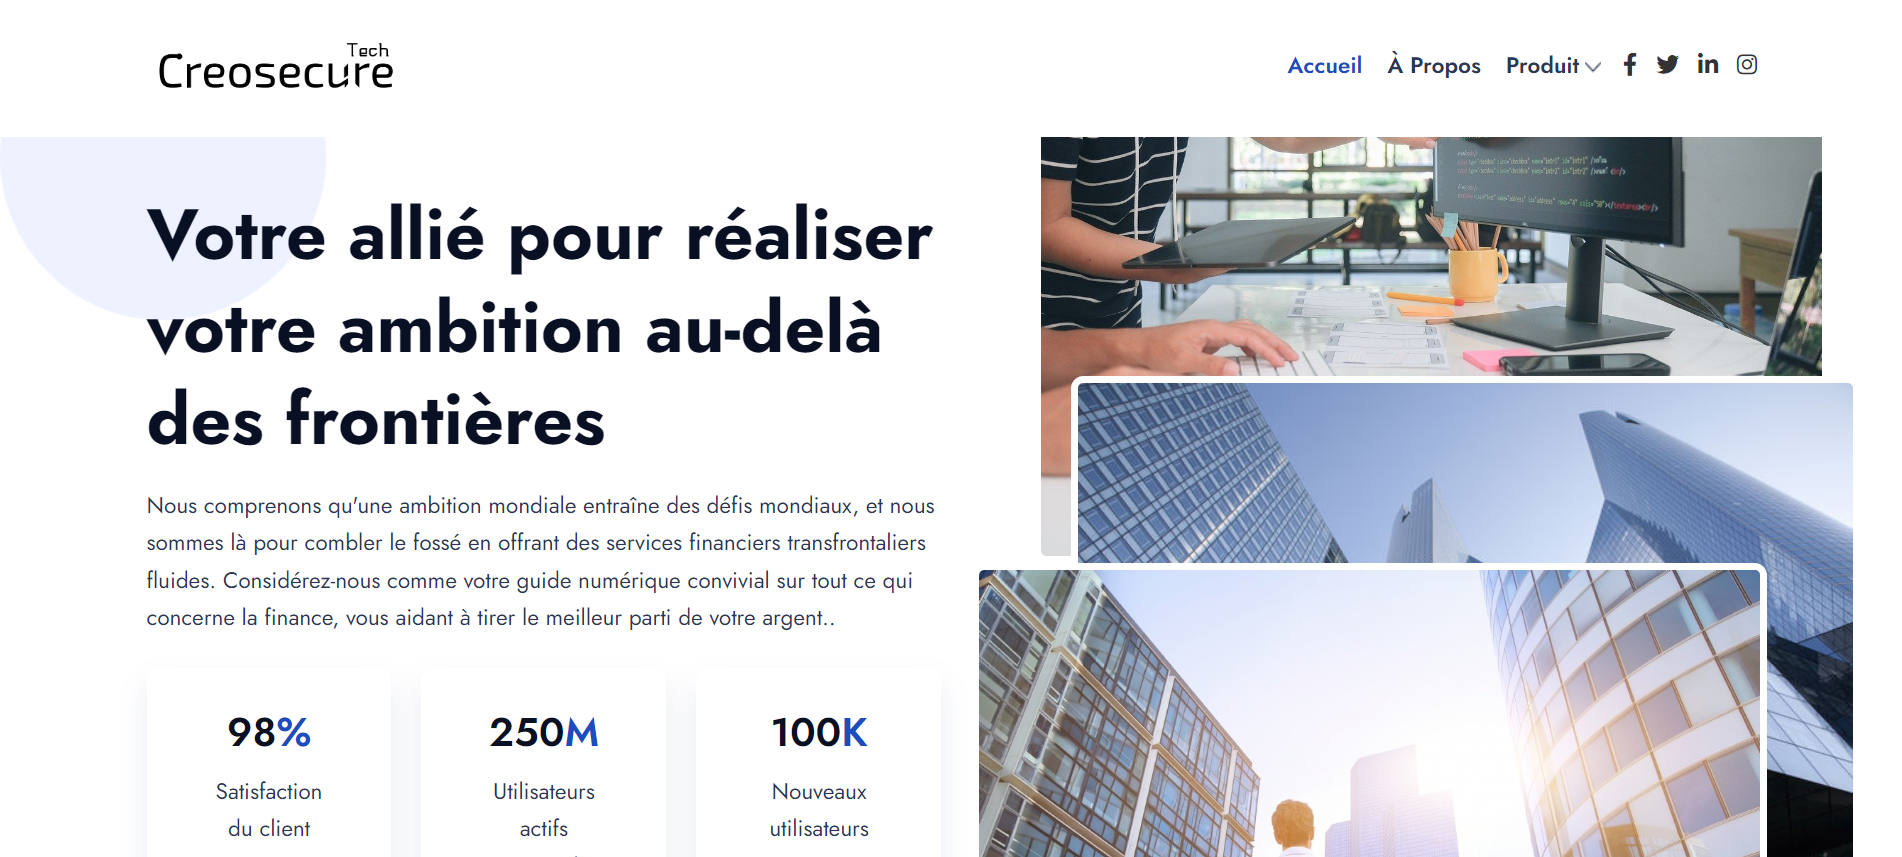 Tech
Creosecure
Accueil À Propos Produit
Votre allié pour réaliser
votre ambition au-delà
des frontières
Nous comprenons qu'une ambition mondiale entraîne des défis mondiaux, et nous
sommes là pour combler le fossé en offrant des services financiers transfrontaliers
fluides. Considérez-nous comme votre guide numérique convivial sur tout ce qui
concerne la finance, vous aidant à tirer le meilleur parti de votre argent..
98%
Satisfaction
du client
250M
Utilisateurs
actifs
100K
Nouveaux
utilisateurs